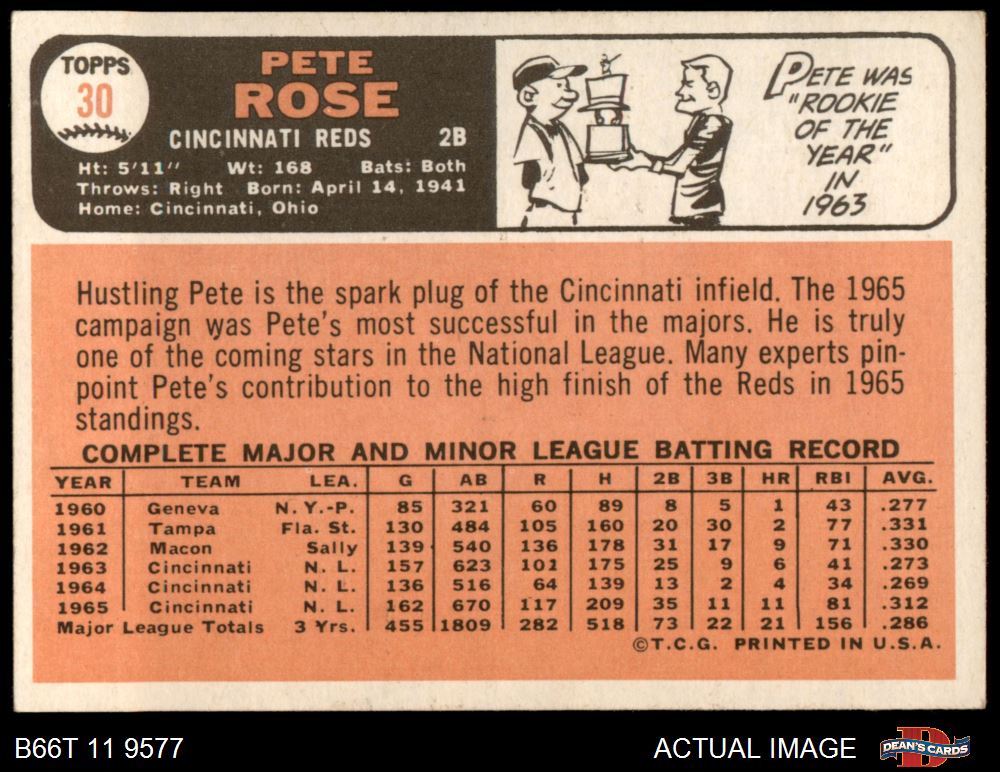 TOPPS
30
PETE
ROSE
CINCINNATI REDS 2B
Ht: 5'11" Wt: 168 Bats: Both
Throws: Right Born: April 14, 1941
Home: Cincinnati, Ohio
PETE WAS
"ROOKIE
OF THE
YEAR"
IN
1963
Hustling Pete is the spark plug of the Cincinnati infield. The 1965
campaign was Pete's most successful in the majors. He is truly
one of the coming stars in the National League. Many experts pin-
point Pete's contribution to the high finish of the Reds in 1965
standings.
COMPLETE MAJOR AND MINOR LEAGUE BATTING RECORD
YEAR TEAM LEA. G AB R H 2B 3B HR RBI AVG.
1960 Geneva N.Y.-P. 85 321 60 89 8 5 1 43 .277
1961 Tampa Fla. St. 130 484 105 160 20 30 2 77 .331
1962 Macon Sally 139 540 136 178 31 17 9 71 .330
1963 Cincinnati N. L. 157 623 101 175 25 9 6 41 .273
1964 Cincinnati N. L. 136 516 64 139 13 2 4 34 .269
1965 Cincinnati N. L. 162 670 117 209 35 11 11 81 .312
Major League Totals 3 Yrs. 455 1809 282 518 73 22 21 156 .286
©T.C.G. PRINTED IN U.S.A.
B66T 11 9577
ACTUAL IMAGE
DEAN'S CARDS